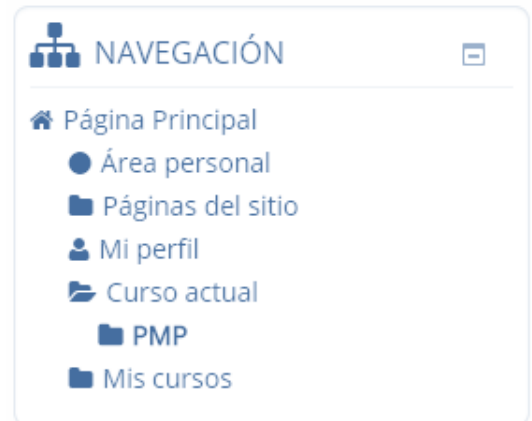 NAVEGACIÓN
Página Principal
Área personal
Páginas del sitio
Mi perfil
Curso actual
PMP
Mis cursos